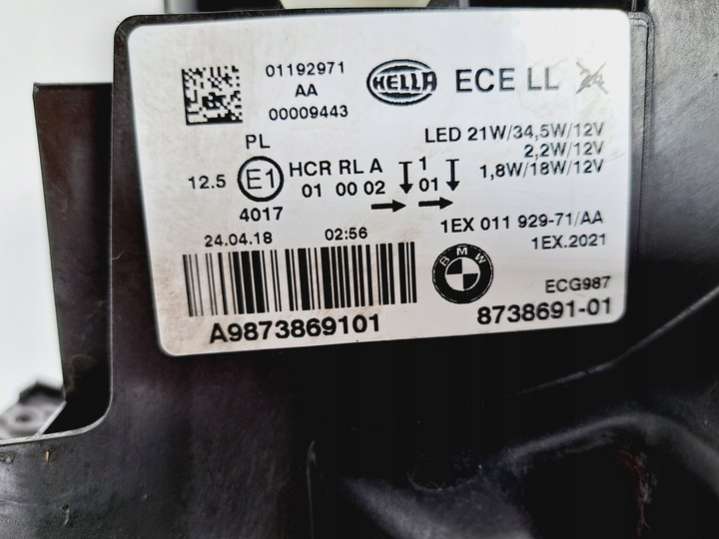 01192971
AA
00009443
HELLA
ECE LL 24
LED 21W/34,5W/12V
2,2W/12V
1,8W/18W/12V
PL
12.5
E1
HCR RL A
01 00 02
1
01
4017
24.04.18
02:56
1EX 011 929-71/AA
1EX.2021
BMW
ECG987
A9873869101
8738691-01